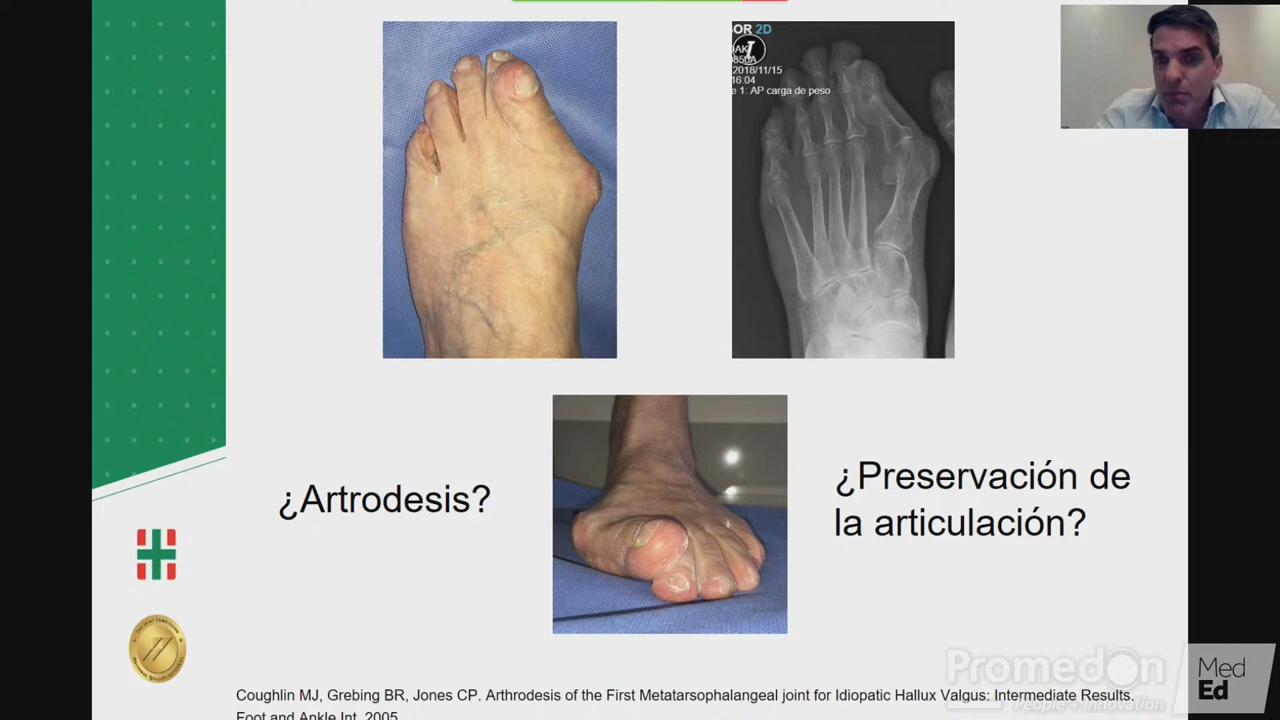 SOR 2D
2018/11/15
16:04
e 1. AP carga de peso
¿Artrodesis?
¿Preservación de
la articulación?
Coughlin MJ, Grebing BR, Jones CP. Arthrodesis of the First Metatarsophalangeal joint for Idiopatic Hallux Valgus: Intermediate Results.
Foot and Ankle Int. 2005
Promedon
People + Innovation
Med
Ed